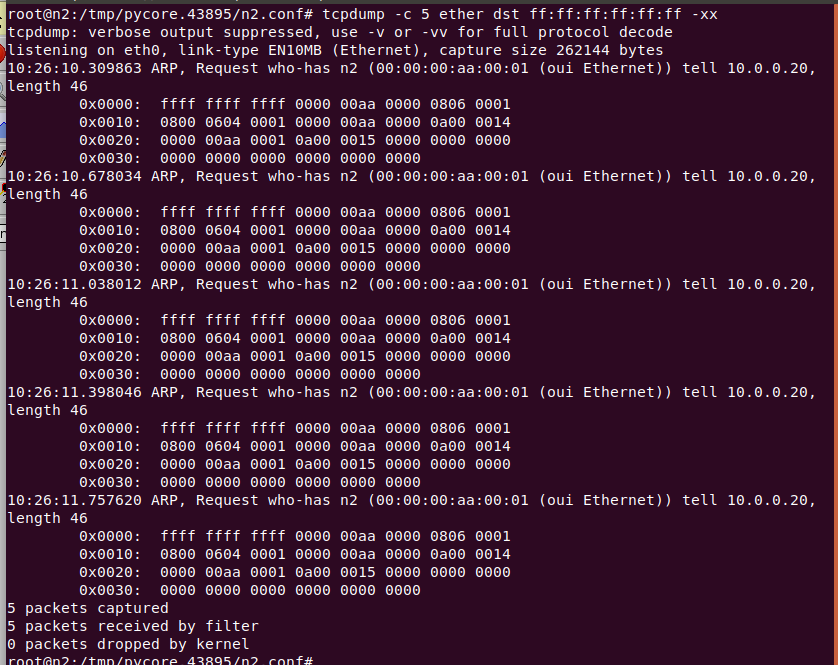 root@n2:/tmp/pycore.43895/n2.conf# tcpdump -c 5 ether dst ff:ff:ff:ff:ff:ff -xx
tcpdump: verbose output suppressed, use -v or -vv for full protocol decode
listening on eth0, link-type EN10MB (Ethernet), capture size 262144 bytes
10:26:10.309863 ARP, Request who-has n2 (00:00:00:aa:00:01 (oui Ethernet)) tell 10.0.0.20,
length 46
0x0000:  ffff ffff ffff 0000 00aa 0000 0806 0001
0x0010:  0800 0604 0001 0000 00aa 0000 0a00 0014
0x0020:  0000 00aa 0001 0a00 0015 0000 0000 0000
0x0030:  0000 0000 0000 0000 0000 0000
10:26:10.678034 ARP, Request who-has n2 (00:00:00:aa:00:01 (oui Ethernet)) tell 10.0.0.20,
length 46
0x0000:  ffff ffff ffff 0000 00aa 0000 0806 0001
0x0010:  0800 0604 0001 0000 00aa 0000 0a00 0014
0x0020:  0000 00aa 0001 0a00 0015 0000 0000 0000
0x0030:  0000 0000 0000 0000 0000 0000
10:26:11.038012 ARP, Request who-has n2 (00:00:00:aa:00:01 (oui Ethernet)) tell 10.0.0.20,
length 46
0x0000:  ffff ffff ffff 0000 00aa 0000 0806 0001
0x0010:  0800 0604 0001 0000 00aa 0000 0a00 0014
0x0020:  0000 00aa 0001 0a00 0015 0000 0000 0000
0x0030:  0000 0000 0000 0000 0000 0000
10:26:11.398046 ARP, Request who-has n2 (00:00:00:aa:00:01 (oui Ethernet)) tell 10.0.0.20,
length 46
0x0000:  ffff ffff ffff 0000 00aa 0000 0806 0001
0x0010:  0800 0604 0001 0000 00aa 0000 0a00 0014
0x0020:  0000 00aa 0001 0a00 0015 0000 0000 0000
0x0030:  0000 0000 0000 0000 0000 0000
10:26:11.757620 ARP, Request who-has n2 (00:00:00:aa:00:01 (oui Ethernet)) tell 10.0.0.20,
length 46
0x0000:  ffff ffff ffff 0000 00aa 0000 0806 0001
0x0010:  0800 0604 0001 0000 00aa 0000 0a00 0014
0x0020:  0000 00aa 0001 0a00 0015 0000 0000 0000
0x0030:  0000 0000 0000 0000 0000 0000
5 packets captured
5 packets received by filter
0 packets dropped by kernel
root@n2:/tmp/pycore.43895/n2.conf#